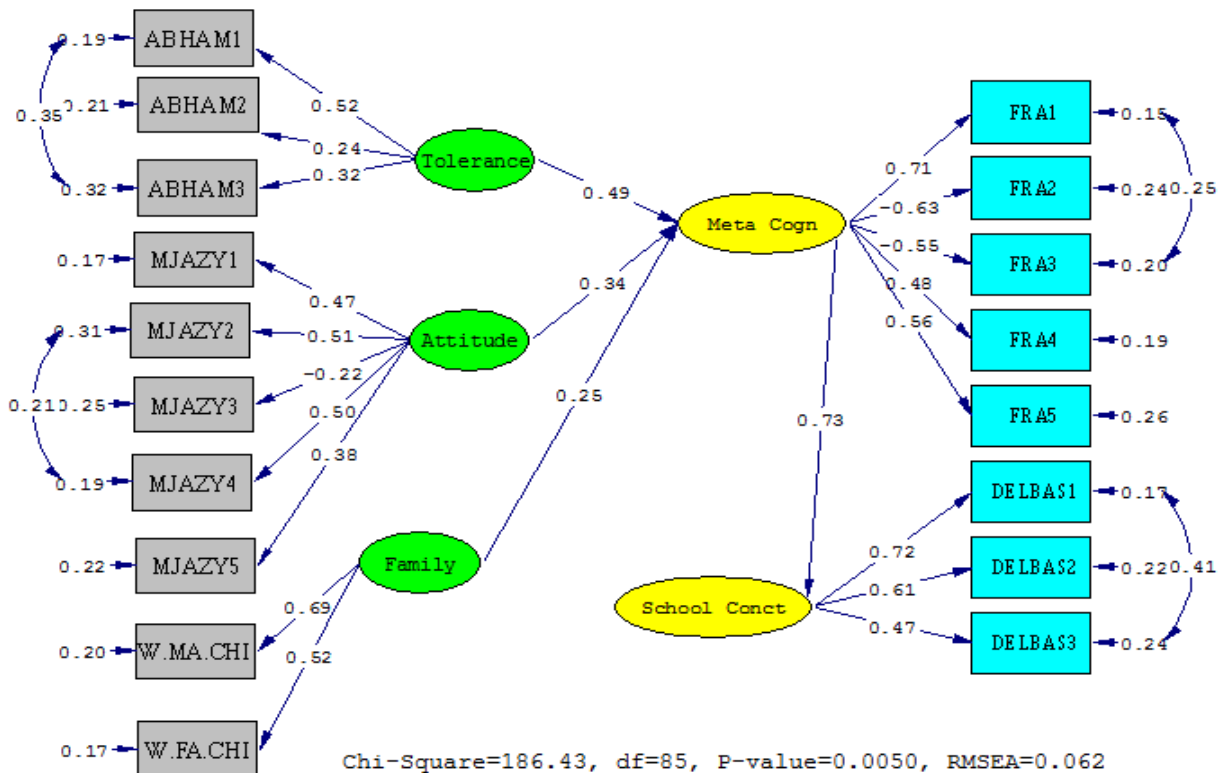 0.19 ABHAM1
0.21 ABHAM2
0.35
0.32 ABHAM3
0.17 MJAZY1
0.31 MJAZY2
0.21 0.25 MJAZY3
0.19 MJAZY4
0.22 MJAZY5
0.20 W.MA.CHI
0.17 W.FA.CHI
0.52
0.24
0.32
Tolerance
0.47
0.51
-0.22
0.50
0.38
Attitude
0.69
0.52
Family
0.49
0.34
0.25
Meta Cogn
0.73
School Conct
0.71
-0.63
-0.55
0.48
0.56
0.72
0.61
0.47
FRA1 0.15
FRA2 0.24 0.25
FRA3 0.20
FRA4 0.19
FRA5 0.26
DELBAS1 0.17
DELBAS2 0.22 0.41
DELBAS3 0.24
Chi-Square=186.43, df=85, P-value=0.0050, RMSEA=0.062